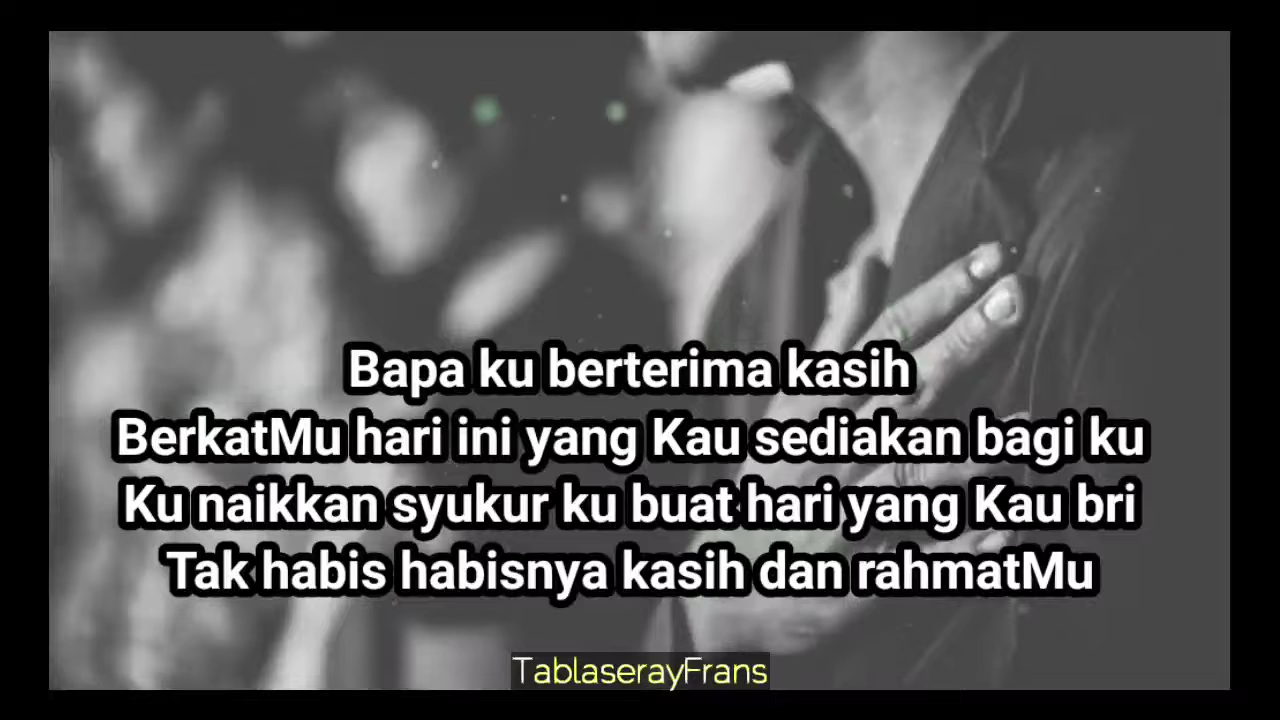 Bapa ku berterima kasih
BerkatMu hari ini yang Kau sediakan bagi ku
Ku naikkan syukur ku buat hari yang Kau bri
Tak habis habisnya kasih dan rahmatMu
TablaserayFrans